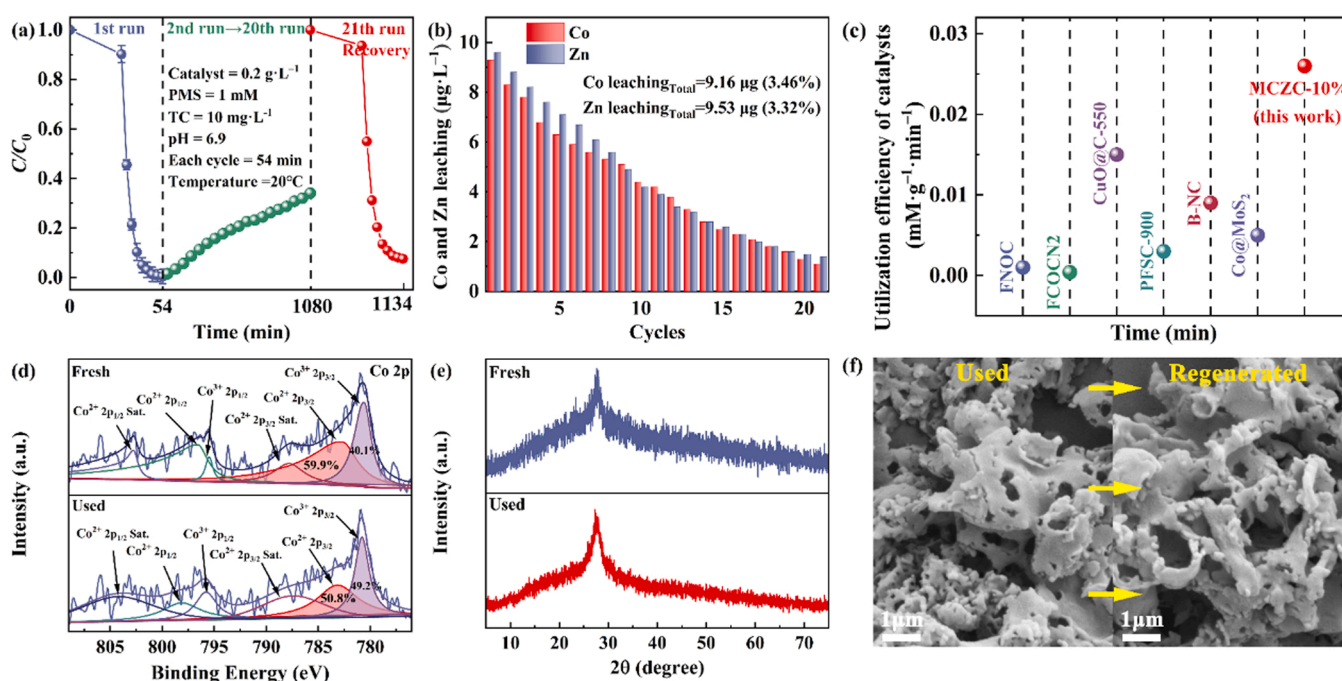 (a)
1st run
2nd run→20th run
21th run
Recovery
Catalyst = 0.2 g·L⁻¹
PMS = 1 mM
TC = 10 mg·L⁻¹
pH = 6.9
Each cycle = 54 min
Temperature =20°C
C/C₀
1.0
0.8
0.6
0.4
0.2
0.0
0
54
1080
1134
Time (min)
(b)
Co
Zn
Co leachingTotal=9.16 μg (3.46%)
Zn leachingTotal=9.53 μg (3.32%)
Co and Zn leaching (μg·L⁻¹)
10
8
6
4
2
0
5
10
15
20
Cycles
(c)
Utilization efficiency of catalysts
(mM·g⁻¹·min⁻¹)
0.03
0.02
0.01
0.00
FNOC
FCOCN2
CuO@C-550
PFSC-900
B-NC
Co@MoS₂
MCZC-10%
(this work)
Time (min)
(d)
Fresh
Co 2p
Co³⁺ 2p3/2
Co²⁺ 2p1/2 Sat.
Co²⁺ 2p1/2
Co³⁺ 2p1/2
Co²⁺ 2p3/2 Sat.
Co²⁺ 2p3/2
59.9%
40.1%
Used
Co³⁺ 2p3/2
Co²⁺ 2p1/2 Sat.
Co²⁺ 2p1/2
Co³⁺ 2p1/2
Co²⁺ 2p3/2 Sat.
Co²⁺ 2p3/2
50.8%
49.2%
Intensity (a.u.)
805
800
795
790
785
780
Binding Energy (eV)
(e)
Fresh
Used
Intensity (a.u.)
10
20
30
40
50
60
70
2θ (degree)
(f)
Used
Regenerated
1μm
1μm